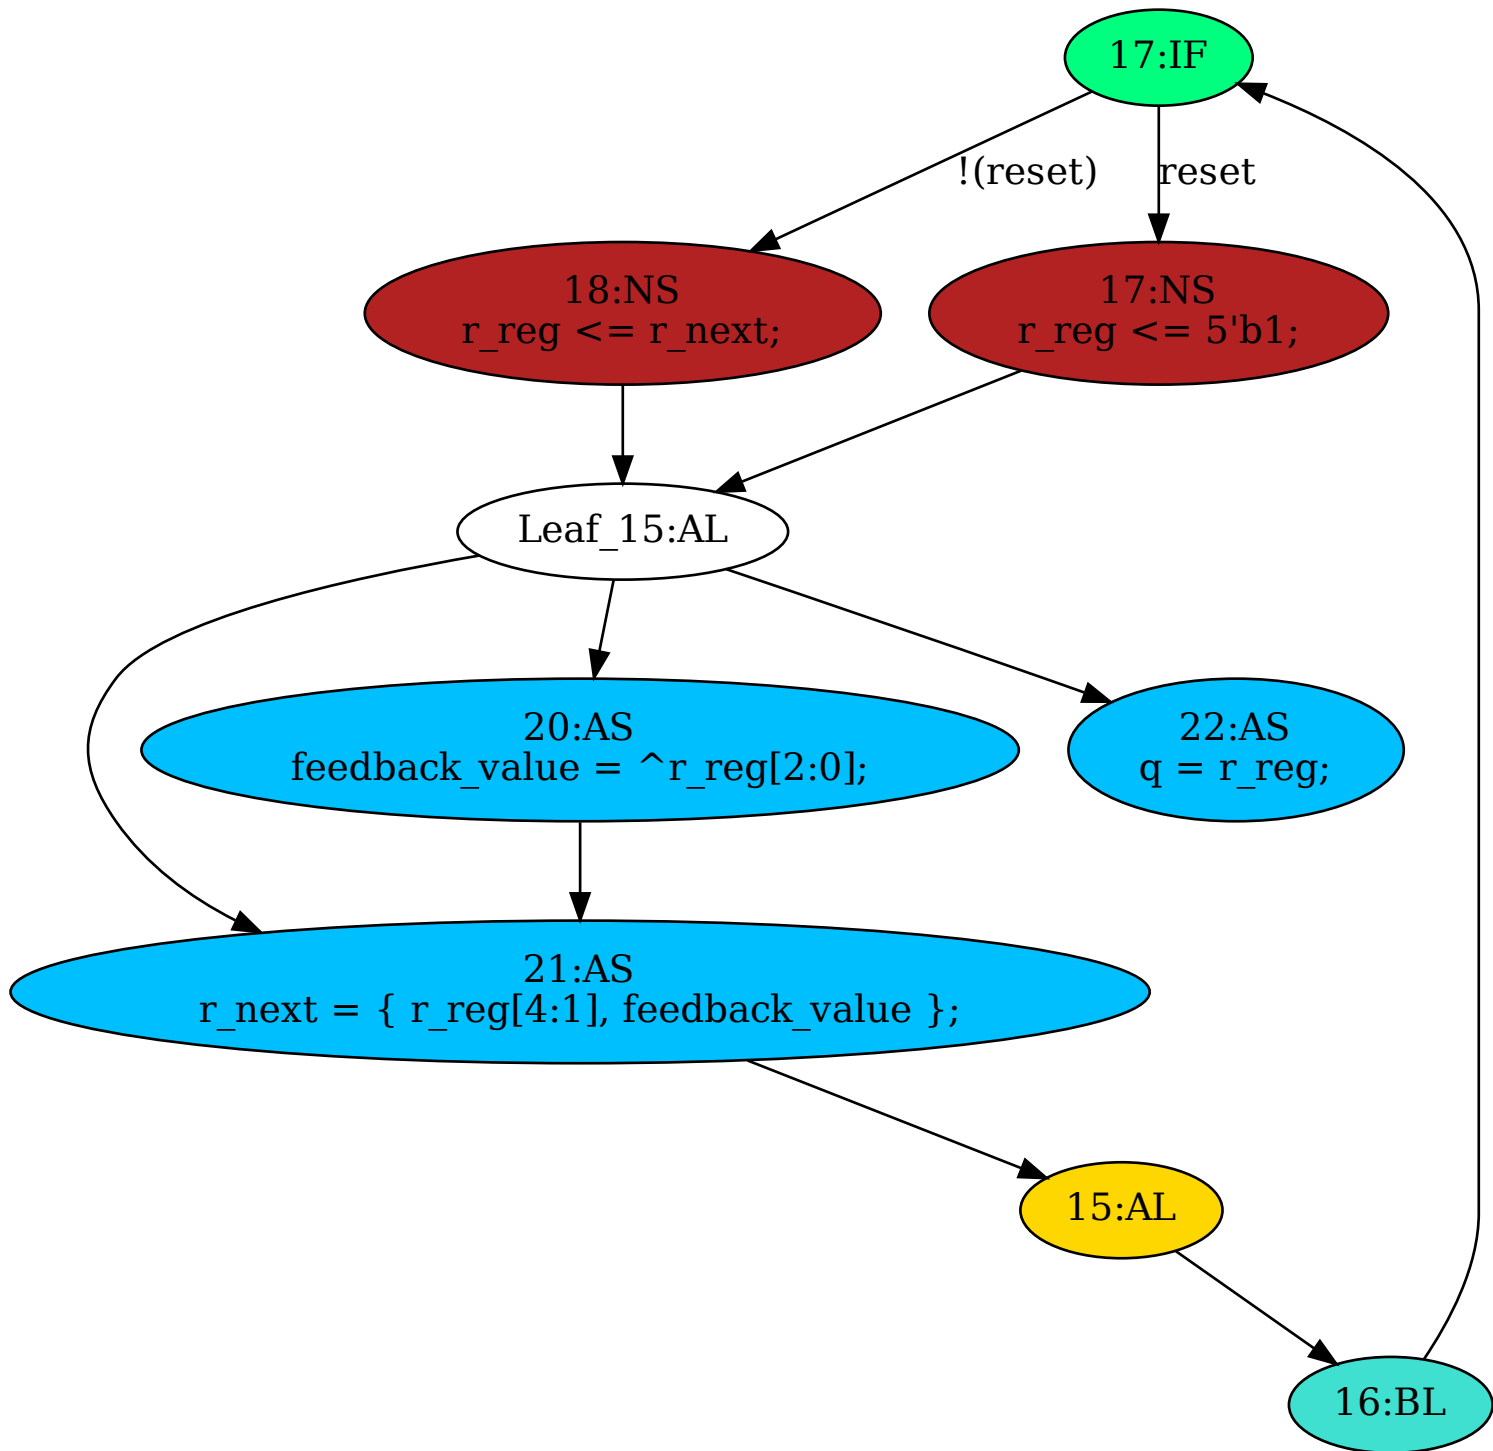 17:IF
!(reset)
reset
18:NS
r_reg <= r_next;
17:NS
r_reg <= 5'b1;
Leaf_15:AL
20:AS
feedback_value = ^r_reg[2:0];
22:AS
q = r_reg;
21:AS
r_next = { r_reg[4:1], feedback_value };
15:AL
16:BL